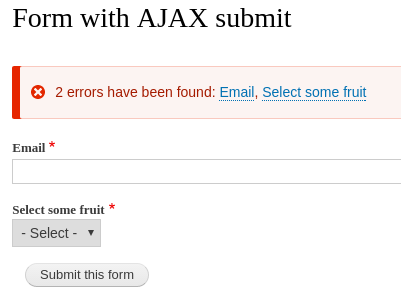 Form with AJAX submit
2 errors have been found: Email, Select some fruit
Email *
Select some fruit *
- Select -
Submit this form